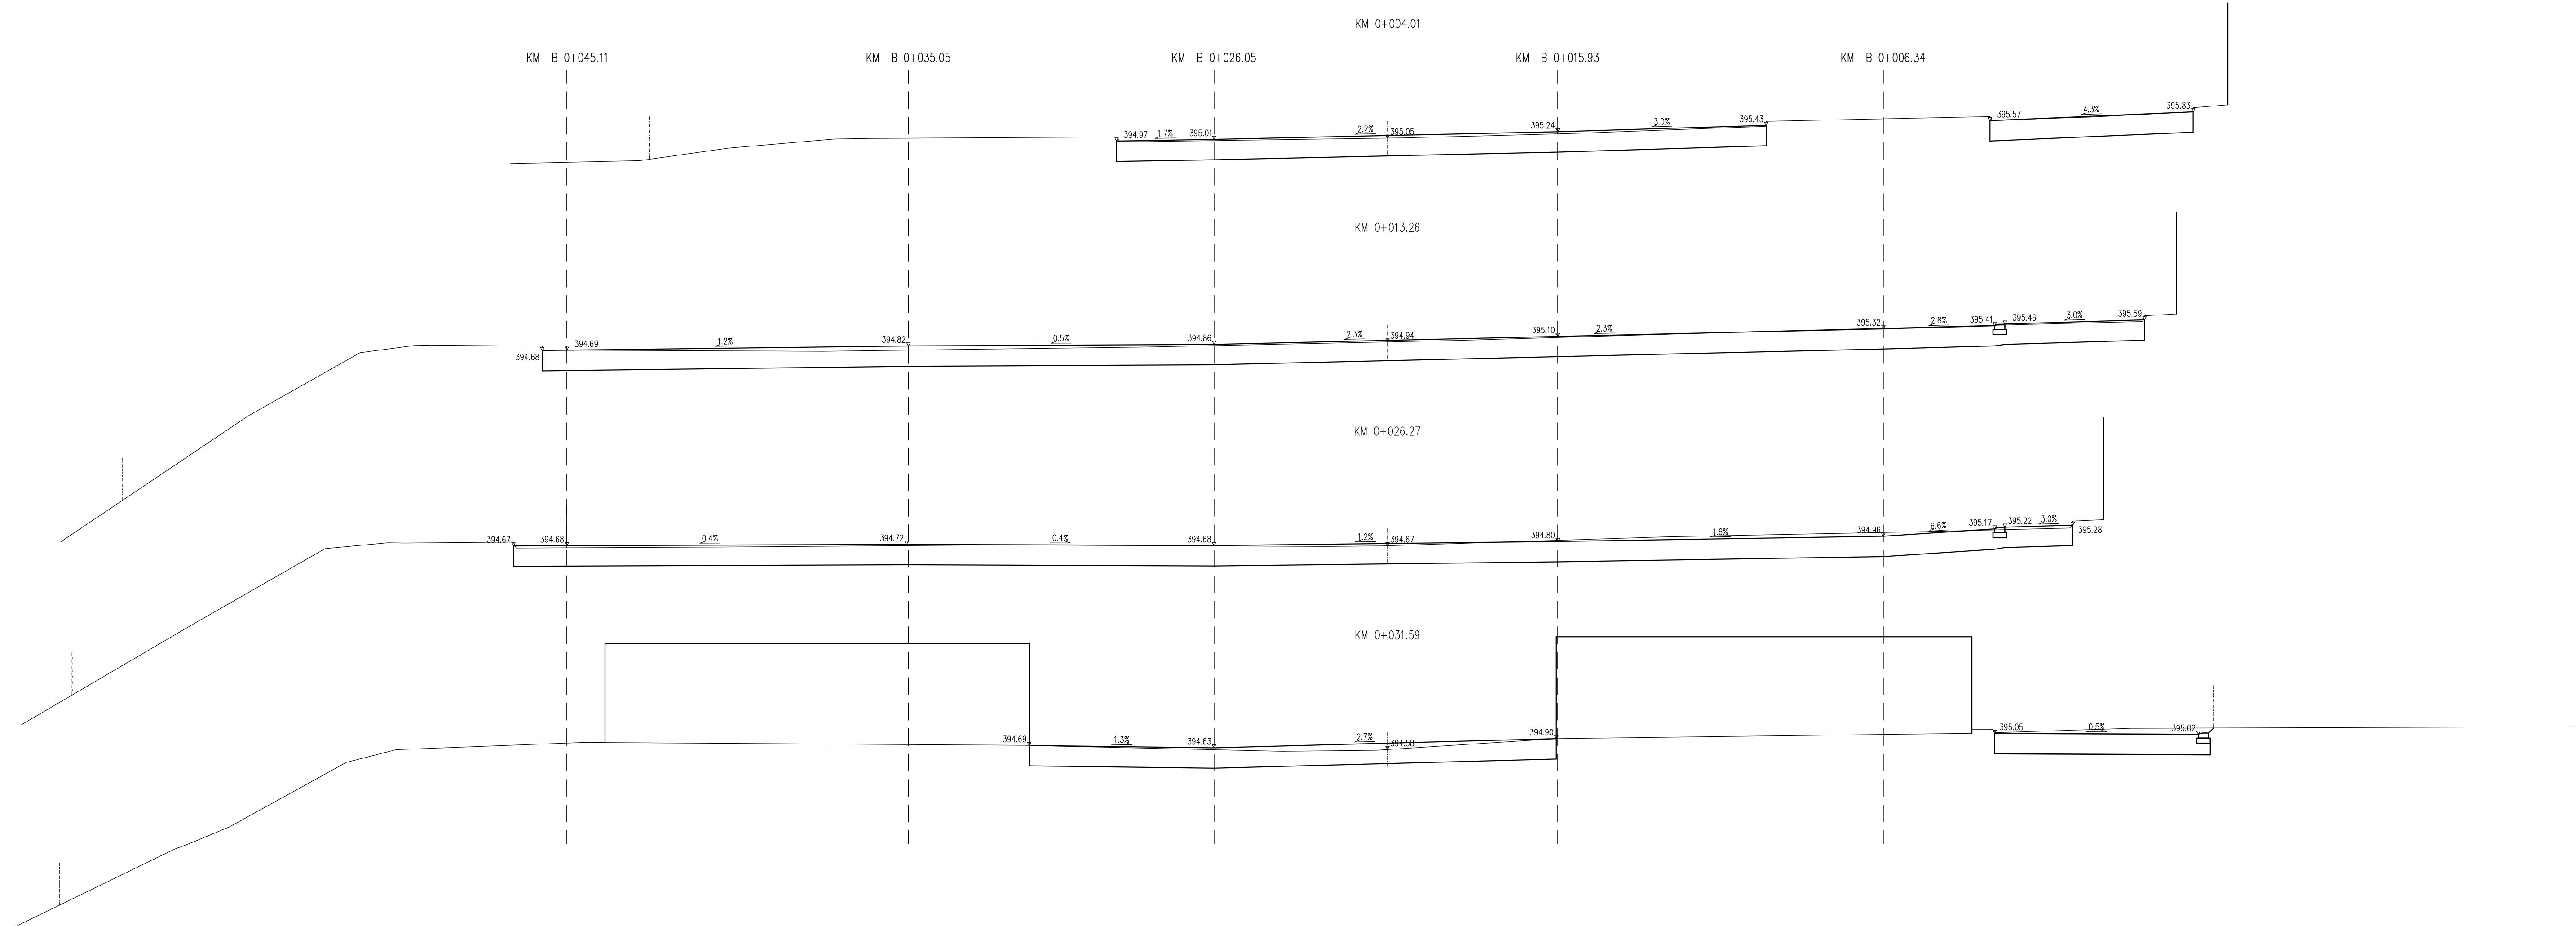 KM 0+004.01
KM B 0+045.11 KM B 0+035.05 KM B 0+026.05 KM B 0+015.93 KM B 0+006.34
394.97 1.7% 395.01 2.2% 395.05 395.24 3.0% 395.43 395.57 4.3% 395.83
KM 0+013.26
394.68 394.69 1.2% 394.82 0.5% 394.86 2.3% 394.94 395.10 2.3% 395.32 2.8% 395.41 395.46 3.0% 395.59
KM 0+026.27
394.67 394.68 0.4% 394.72 0.4% 394.68 1.2% 394.67 394.80 1.6% 394.96 6.6% 395.17 395.22 3.0% 395.28
KM 0+031.59
394.69 1.3% 394.63 2.7% 394.58 394.90 395.05 0.5% 395.02